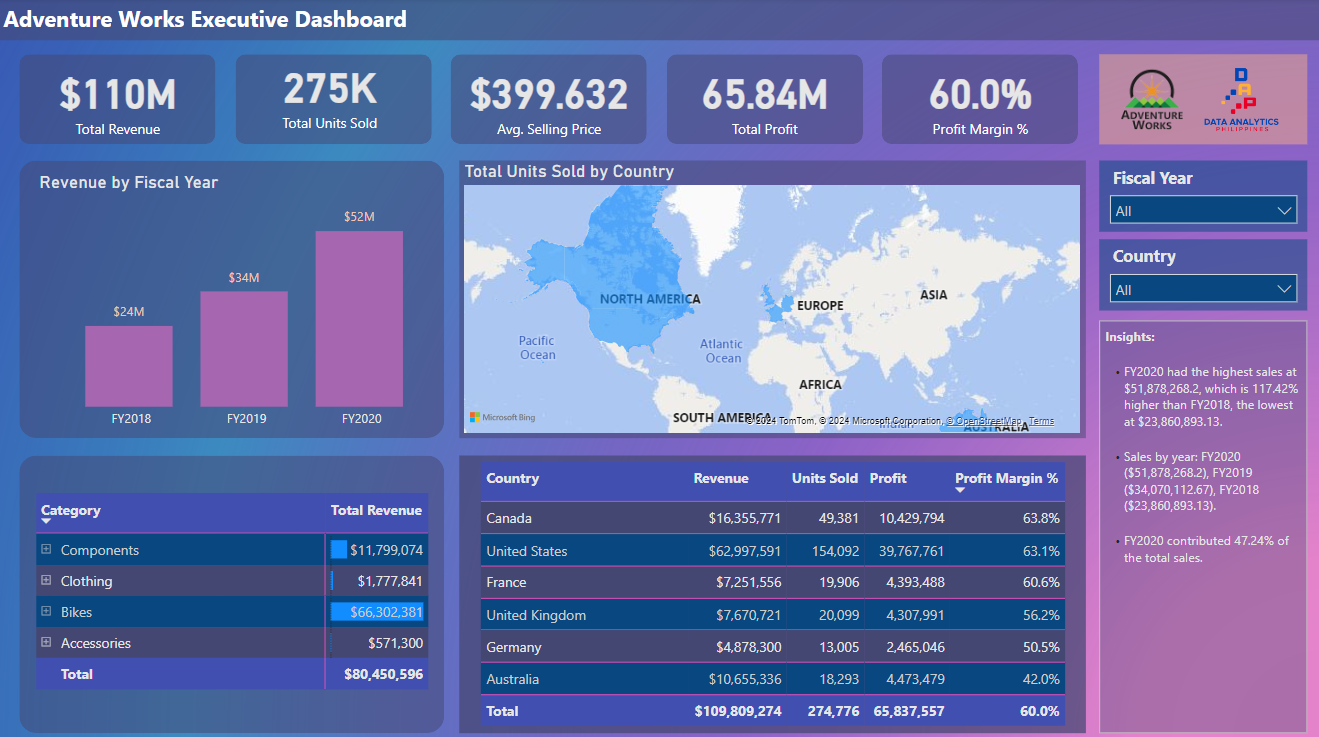 Adventure Works Executive Dashboard
$110M
Total Revenue
275K
Total Units Sold
$399.632
Avg. Selling Price
65.84M
Total Profit
60.0%
Profit Margin %
ADVENTURE
WORKS
D
A
P
DATA ANALYTICS
PHILIPPINES
Revenue by Fiscal Year
$52M
$34M
$24M
FY2018 FY2019 FY2020
Total Units Sold by Country
NORTH AMERICA
EUROPE
ASIA
Pacific
Ocean
Atlantic
Ocean
AFRICA
SOUTH AMERICA
Indian
AUSTRALIA
Microsoft Bing
© 2024 TomTom, © 2024 Microsoft Corporation, © OpenStreetMap Terms
Fiscal Year
All
Country
All
Insights:
• FY2020 had the highest sales at
$51,878,268.2, which is 117.42%
higher than FY2018, the lowest
at $23,860,893.13.
• Sales by year: FY2020
($51,878,268.2), FY2019
($34,070,112.67), FY2018
($23,860,893.13).
• FY2020 contributed 47.24% of
the total sales.
Category Total Revenue
Components $11,799,074
Clothing $1,777,841
Bikes $66,302,381
Accessories $571,300
Total $80,450,596
Country Revenue Units Sold Profit Profit Margin %
Canada $16,355,771 49,381 10,429,794 63.8%
United States $62,997,591 154,092 39,767,761 63.1%
France $7,251,556 19,906 4,393,488 60.6%
United Kingdom $7,670,721 20,099 4,307,991 56.2%
Germany $4,878,300 13,005 2,465,046 50.5%
Australia $10,655,336 18,293 4,473,479 42.0%
Total $109,809,274 274,776 65,837,557 60.0%